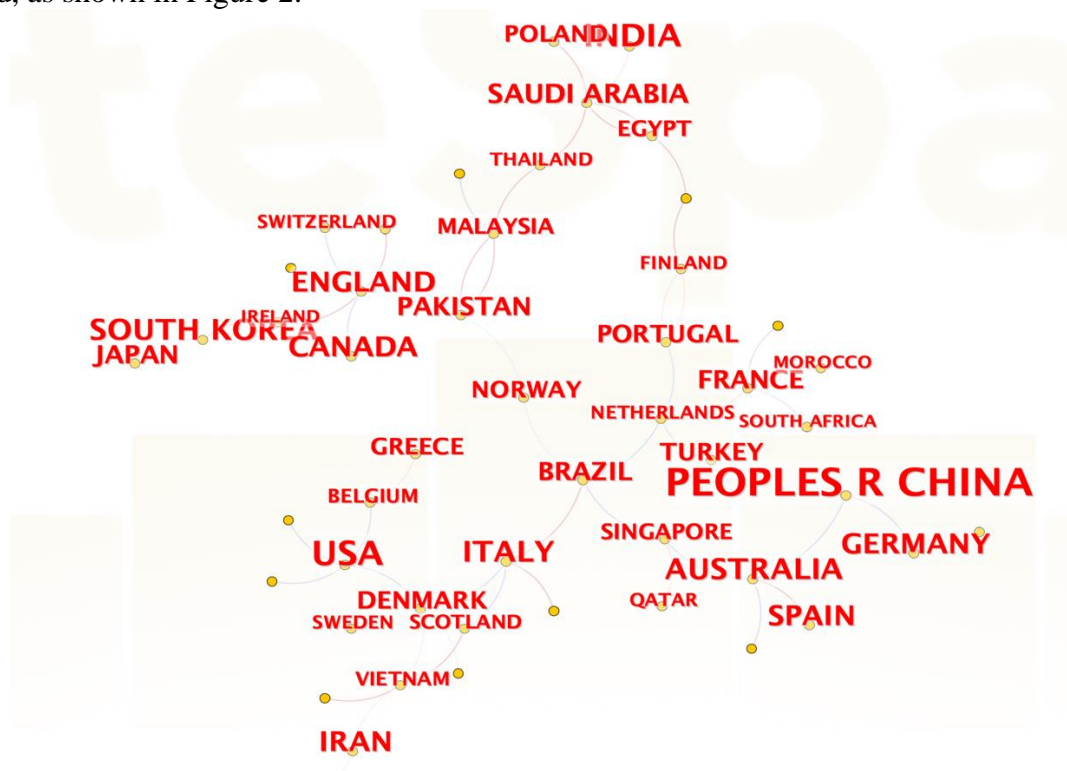 d, as shown in Figure 2.
POLAND
INDIA
SAUDI ARABIA
EGYPT
THAILAND
SWITZERLAND
MALAYSIA
FINLAND
ENGLAND
PAKISTAN
IRELAND
SOUTH KOREA
PORTUGAL
CANADA
JAPAN
MOROCCO
FRANCE
NORWAY
NETHERLANDS
SOUTH AFRICA
GREECE
TURKEY
BRAZIL
PEOPLES R CHINA
BELGIUM
SINGAPORE
GERMANY
USA
ITALY
AUSTRALIA
DENMARK
QATAR
SPAIN
SWEDEN
SCOTLAND
VIETNAM
IRAN
teSpa